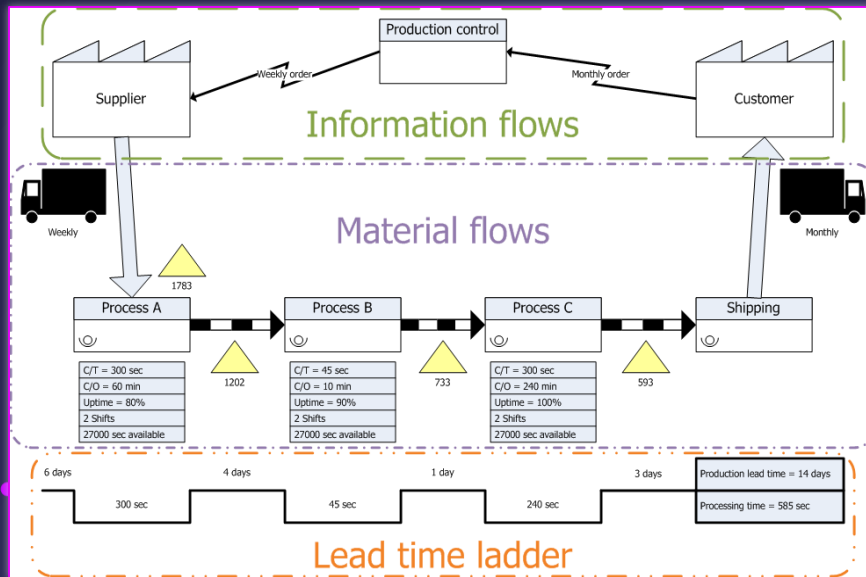 Production control
Weekly order
Monthly order
Supplier
Customer
Information flows
Weekly
Material flows
Monthly
1783
Process A
Process B
Process C
Shipping
1202
733
593
C/T = 300 sec
C/O = 60 min
Uptime = 80%
2 Shifts
27000 sec available
C/T = 45 sec
C/O = 10 min
Uptime = 90%
2 Shifts
27000 sec available
C/T = 300 sec
C/O = 240 min
Uptime = 100%
2 Shifts
27000 sec available
6 days
4 days
1 day
3 days
Production lead time = 14 days
300 sec
45 sec
240 sec
Processing time = 585 sec
Lead time ladder